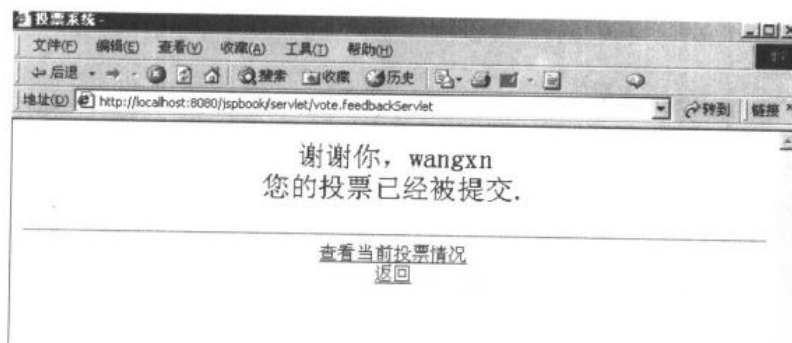 投票系统 -
文件(F) 编辑(E) 查看(V) 收藏(A) 工具(T) 帮助(H)
后退 搜索 收藏 历史
地址(D) http://localhost:8080/jspbook/servlet/vote.feedbackServlet 转到 链接
谢谢你，wangxn
您的投票已经被提交.
查看当前投票情况
返回